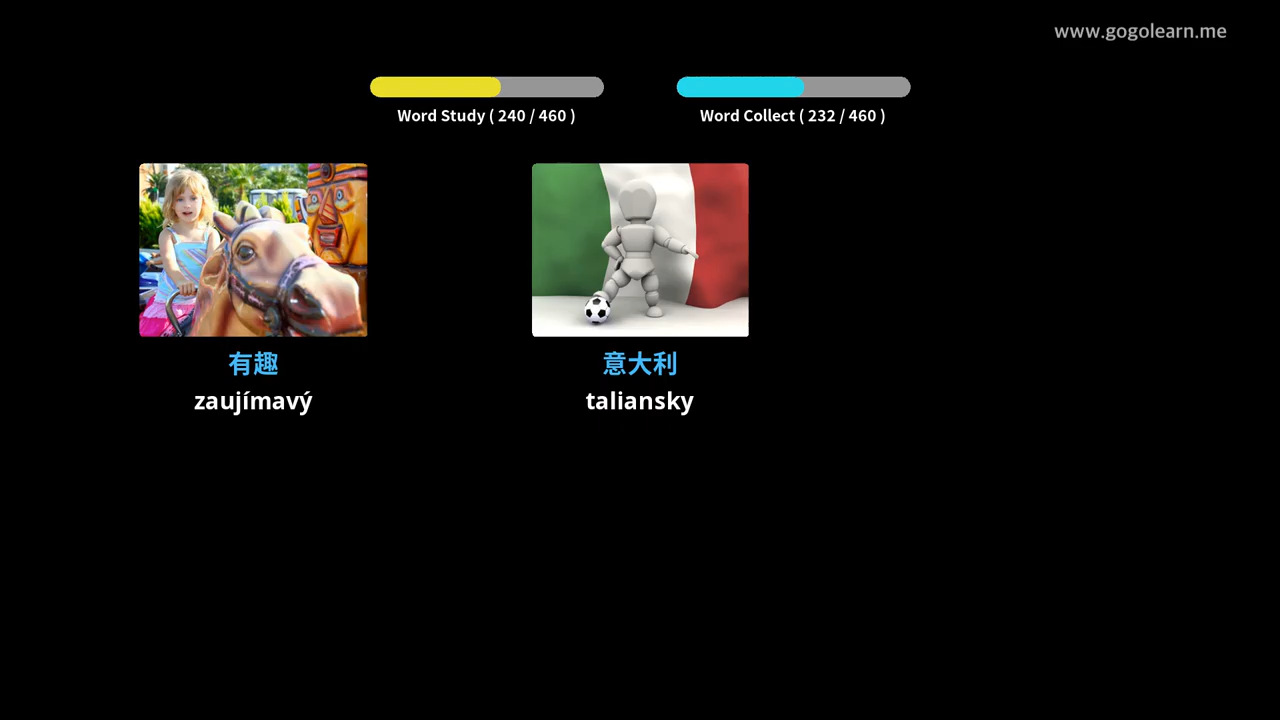 www.gogolearn.me
Word Study ( 240 / 460 )
Word Collect ( 232 / 460 )
有趣
zaujímavý
意大利
taliansky